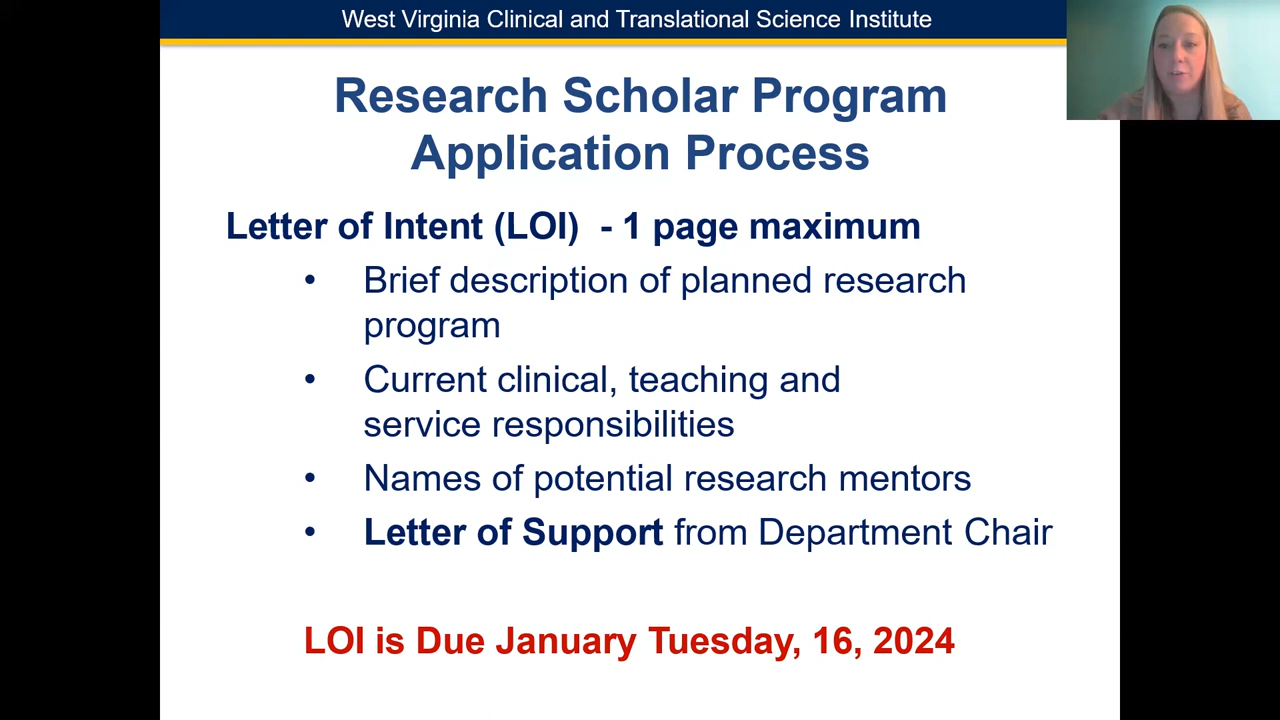 West Virginia Clinical and Translational Science Institute
Research Scholar Program
Application Process
Letter of Intent (LOI)  - 1 page maximum
• Brief description of planned research
program
• Current clinical, teaching and
service responsibilities
• Names of potential research mentors
• Letter of Support from Department Chair
LOI is Due January Tuesday, 16, 2024